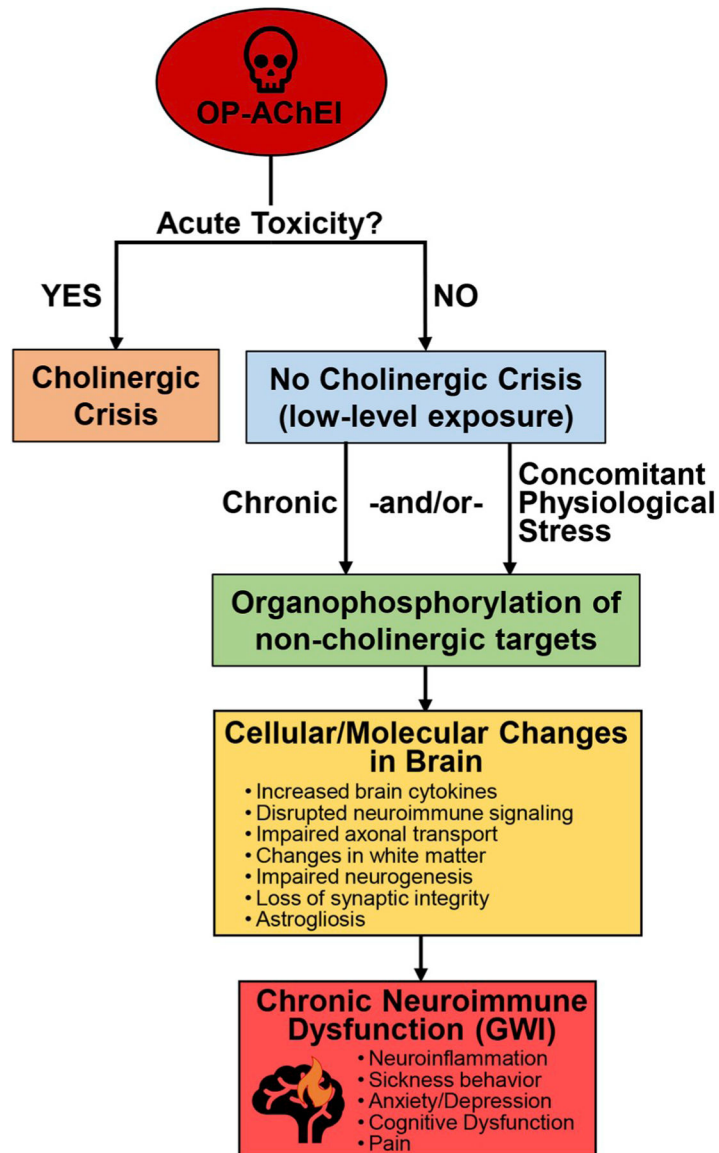 OP-AChEI
Acute Toxicity?
YES
NO
Cholinergic
Crisis
No Cholinergic Crisis
(low-level exposure)
Chronic
-and/or-
Concomitant
Physiological
Stress
Organophosphorylation of
non-cholinergic targets
Cellular/Molecular Changes
in Brain
• Increased brain cytokines
• Disrupted neuroimmune signaling
• Impaired axonal transport
• Changes in white matter
• Impaired neurogenesis
• Loss of synaptic integrity
• Astrogliosis
Chronic Neuroimmune
Dysfunction (GWI)
• Neuroinflammation
• Sickness behavior
• Anxiety/Depression
• Cognitive Dysfunction
• Pain